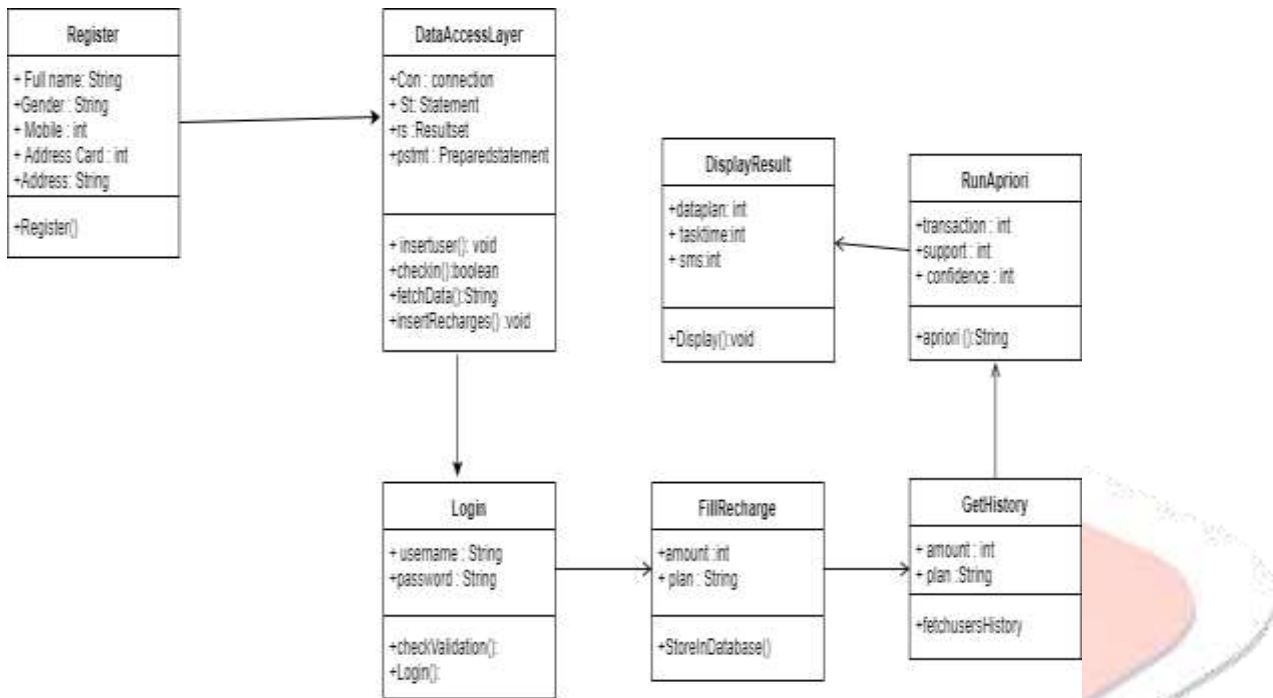 Register
+ Full name: String
+Gender : String
+ Mobile : int
+ Address Card : int
+Address: String
+Register()
DataAccessLayer
+Con : connection
+ St: Statement
+rs :Resultset
+pstmt : Preparedstatement
+ insertuser(): void
+checkin():boolean
+fetchData():String
+insertRecharges() :void
DisplayResult
+dataplan: int
+ tasktime:int
+ sms:int
+Display():void
RunApriori
+transaction : int
+support : int
+ confidence : int
+apriori ():String
Login
+ username : String
+password : String
+checkValidation():
+Login():
FillRecharge
+amount :int
+ plan : String
+StoreInDatabase()
GetHistory
+ amount : int
+ plan :String
+fetchusersHistory